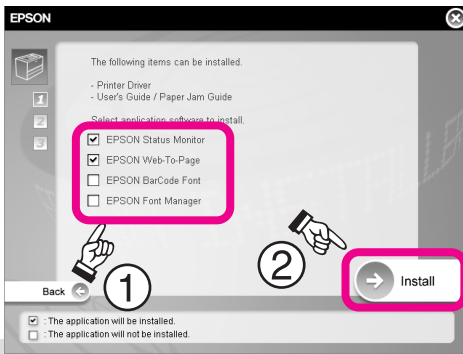 EPSON
The following items can be installed.
- Printer Driver
- User's Guide / Paper Jam Guide
Select application software to install.
EPSON Status Monitor
EPSON Web-To-Page
EPSON BarCode Font
EPSON Font Manager
1
2
3
1
2
Install
Back
: The application will be installed.
: The application will not be installed.